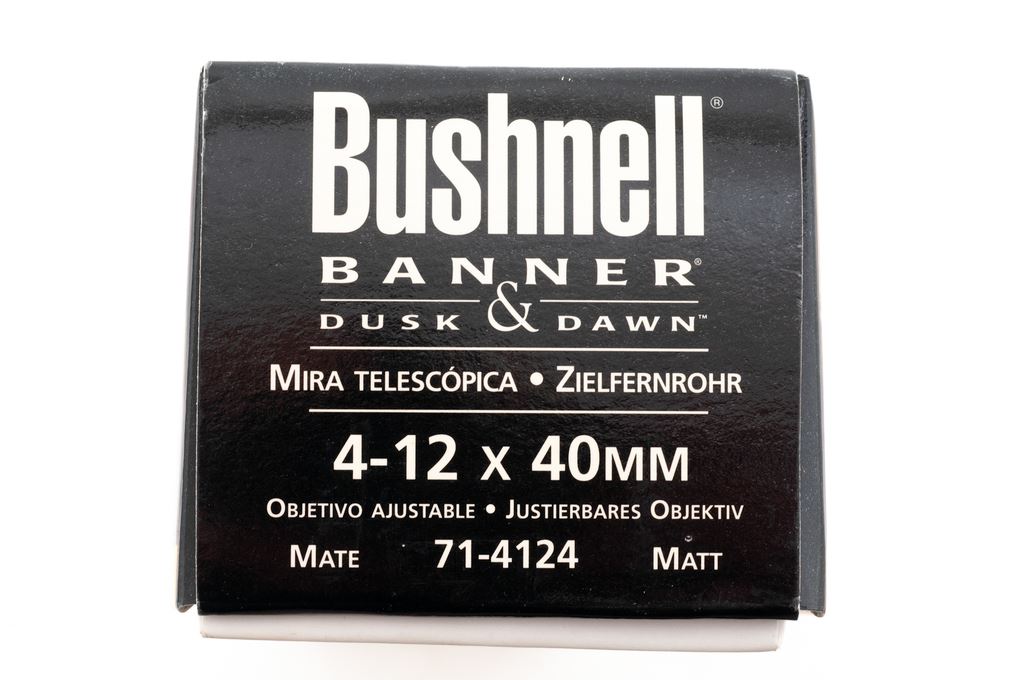 Bushnell®
BANNER®
DUSK & DAWN™
MIRA TELESCÓPICA • ZIELFERNROHR
4-12 x 40MM
OBJETIVO AJUSTABLE • JUSTIERBARES OBJEKTIV
MATE 71-4124 MATT